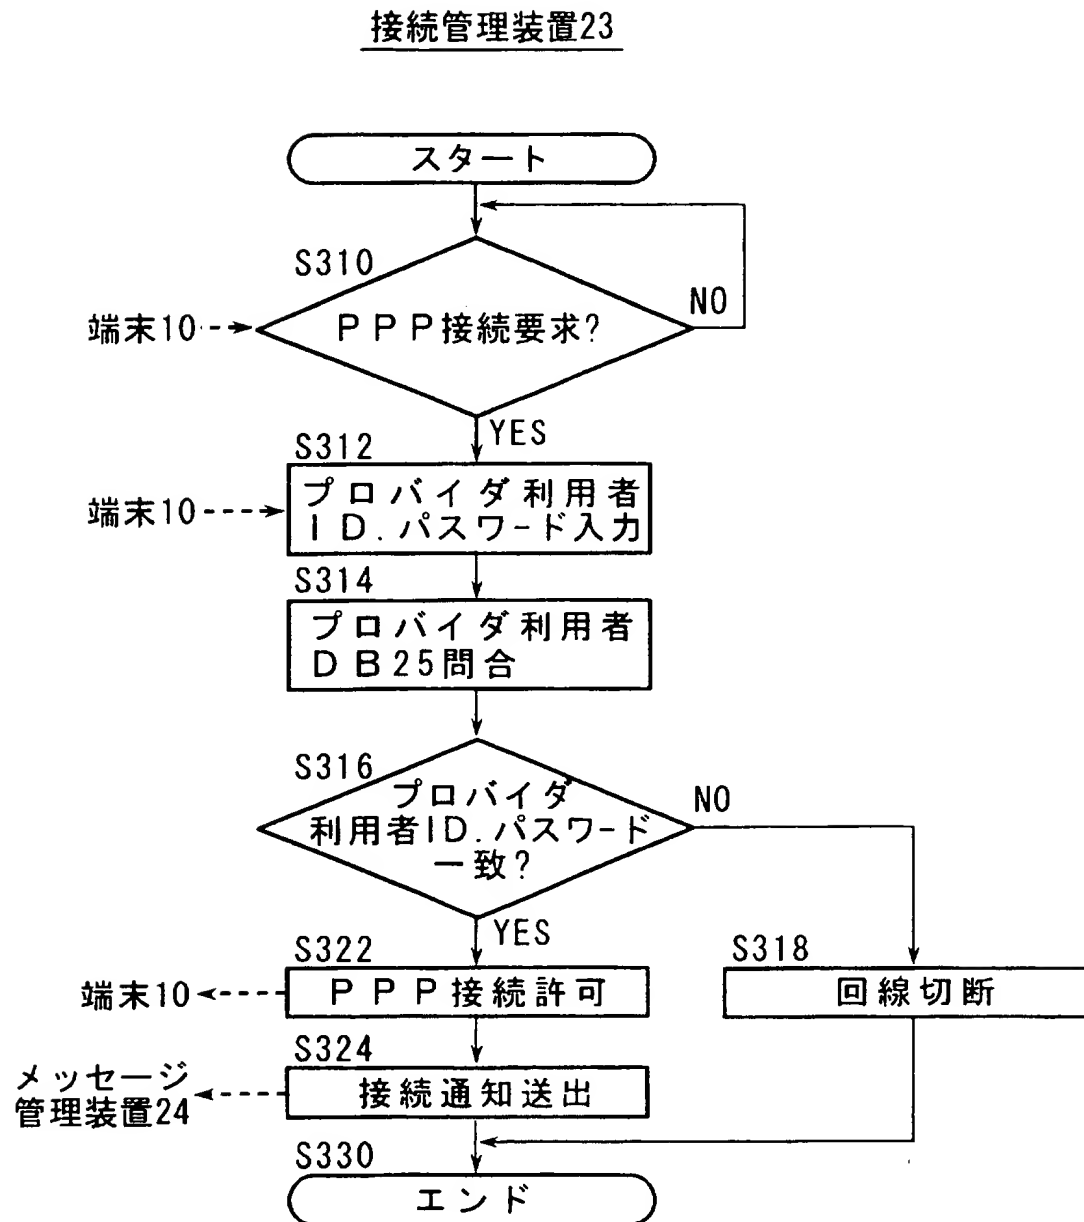 接続管理装置23
スタート
S310
端末10
PPP接続要求?
NO
YES
S312
端末10
プロバイダ利用者
ID.パスワード入力
S314
プロバイダ利用者
DB25問合
S316
プロバイダ
利用者ID.パスワード
一致?
NO
YES
S322
端末10
PPP接続許可
S318
回線切断
S324
メッセージ
管理装置24
接続通知送出
S330
エンド